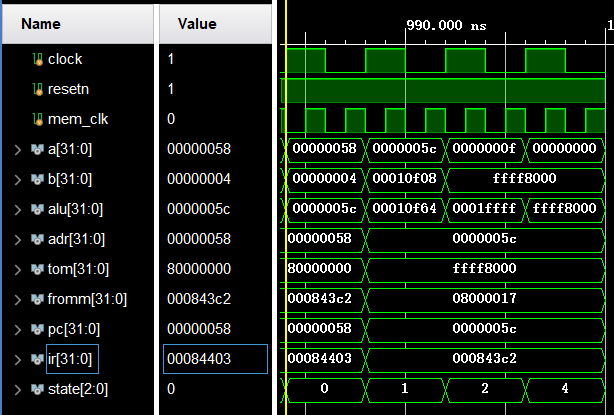 Name Value 990.000 ns 1
clock 1
resetn 1
mem_clk 0
a[31:0] 00000058 00000058 0000005c 0000000f 00000000
b[31:0] 00000004 00000004 00010f08 ffff8000
alu[31:0] 0000005c 0000005c 00010f64 0001ffff ffff8000
adr[31:0] 00000058 00000058 0000005c
tom[31:0] 80000000 80000000 ffff8000
fromm[31:0] 000843c2 000843c2 08000017
pc[31:0] 00000058 00000058 0000005c
ir[31:0] 00084403 00084403 000843c2
state[2:0] 0 0 1 2 4